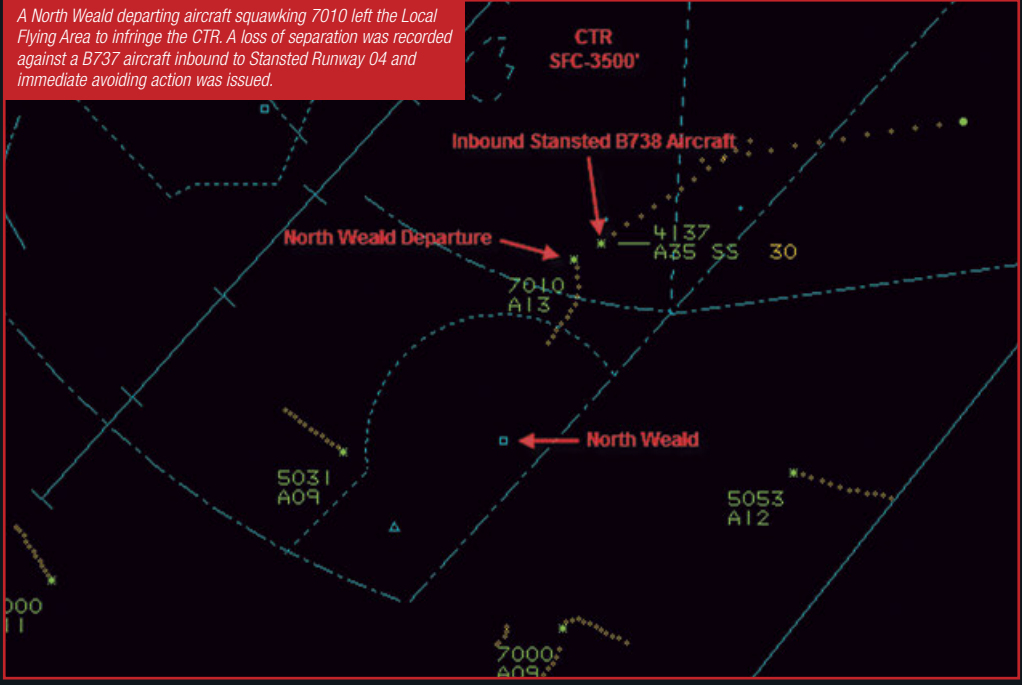 A North Weald departing aircraft squawking 7010 left the Local
Flying Area to infringe the CTR. A loss of separation was recorded
against a B737 aircraft inbound to Stansted Runway 04 and
immediate avoiding action was issued.
CTR
SFC-3500'
Inbound Stansted B738 Aircraft
4137
A35 SS 30
North Weald Departure
7010
A13
North Weald
5031
A09
5053
A12
000
11
7000
A09